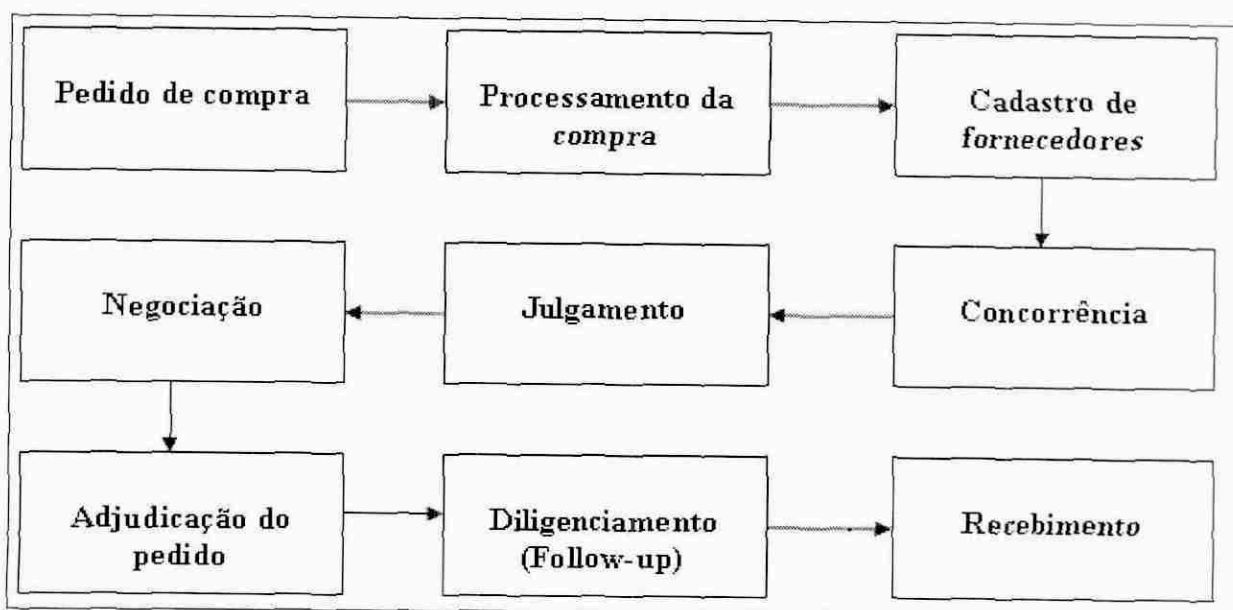 Pedido de compra
Processamento da
compra
Cadastro de
fornecedores
Negociação
Julgamento
Concorrência
Adjudicação do
pedido
Diligenciamento
(Follow-up)
Recebimento